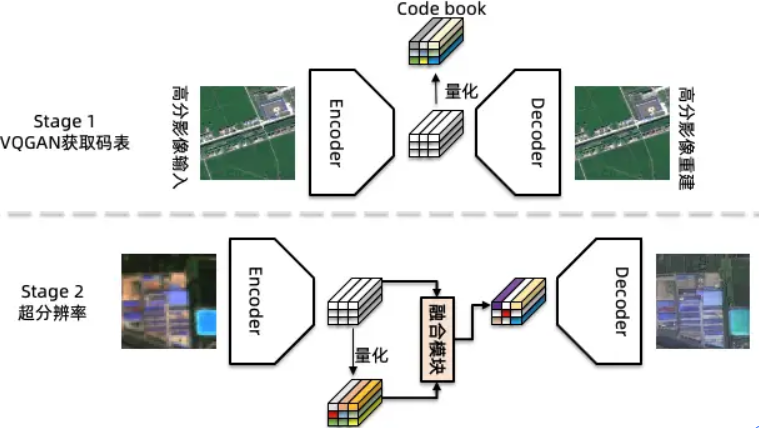 Code book
Stage 1
VQGAN获取码表
高分影像输入
Encoder
量化
Decoder
高分影像重建
Stage 2
超分辨率
Encoder
量化
融合模块
Decoder